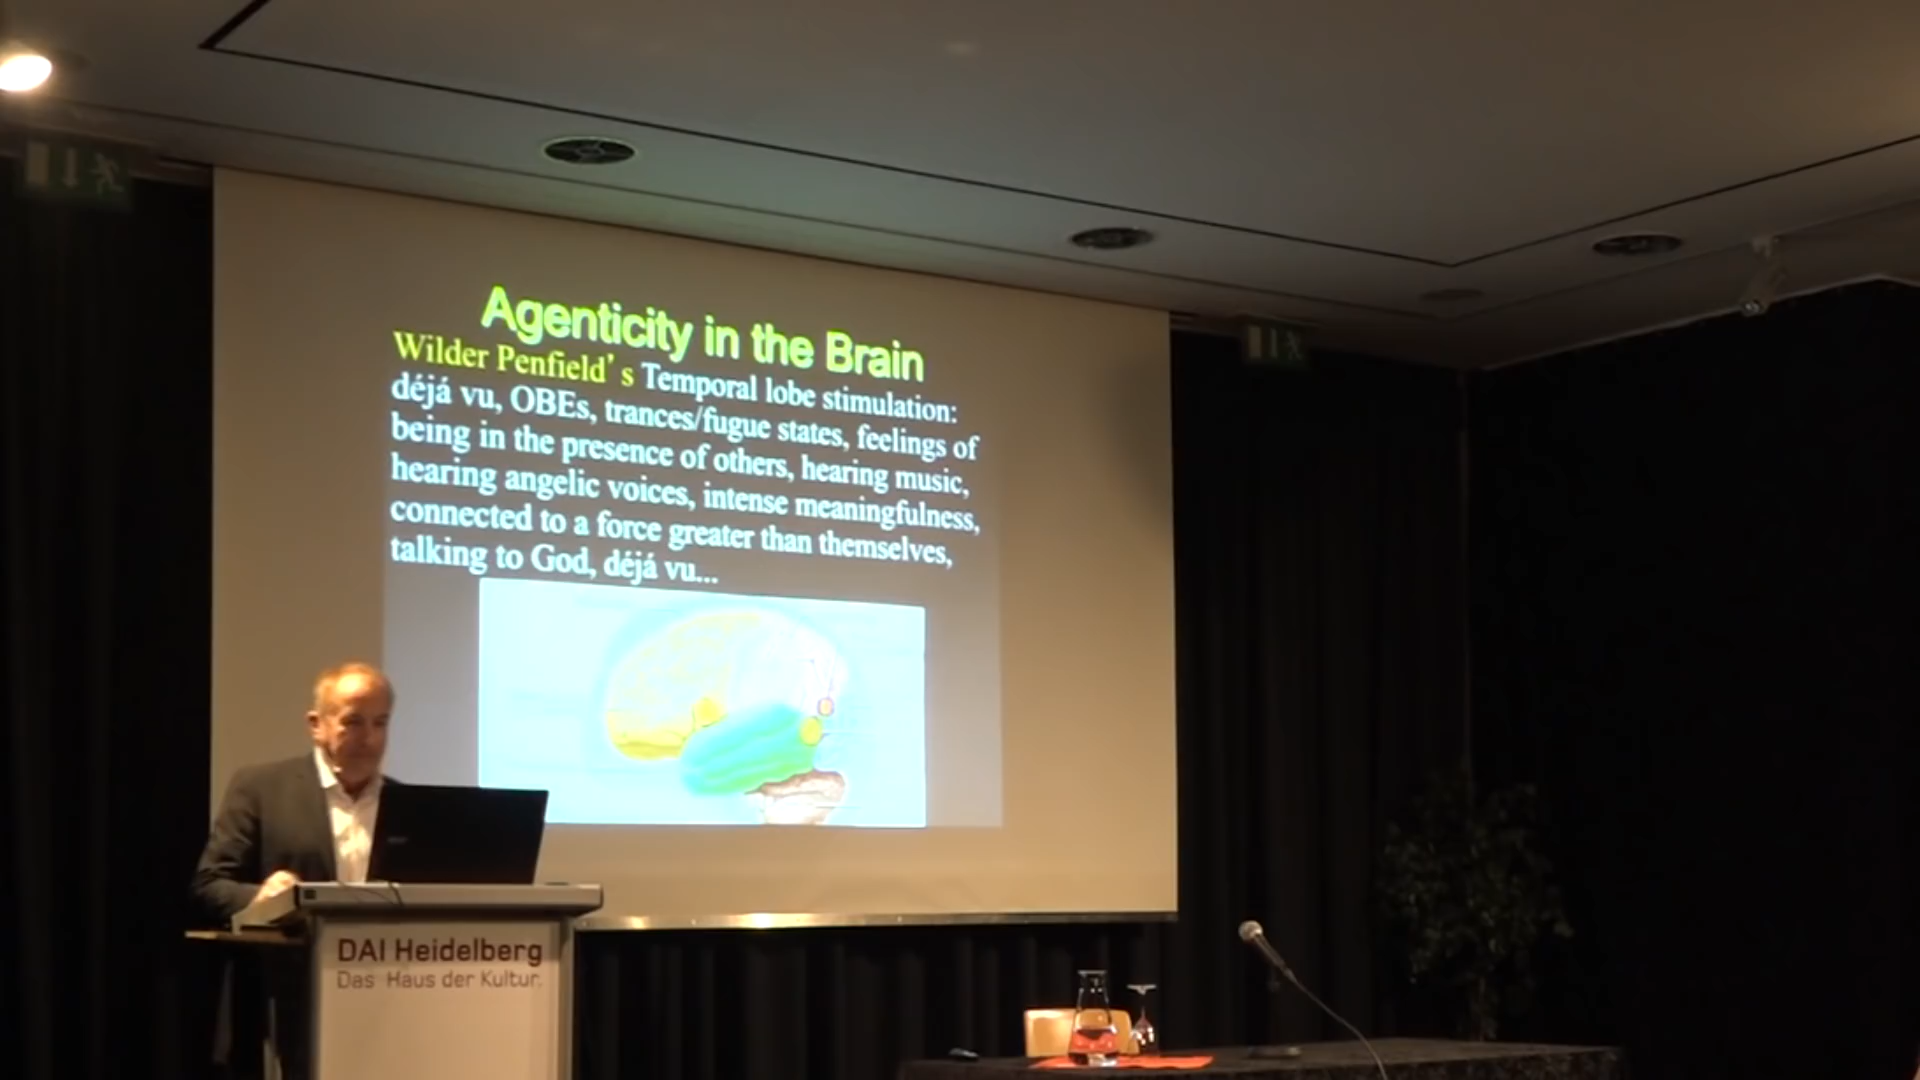 Agenticity in the Brain
Wilder Penfield's Temporal lobe stimulation:
déjá vu, OBEs, trances/fugue states, feelings of
being in the presence of others, hearing music,
hearing angelic voices, intense meaningfulness,
connected to a force greater than themselves,
talking to God, déjá vu...
DAI Heidelberg
Das Haus der Kultur.